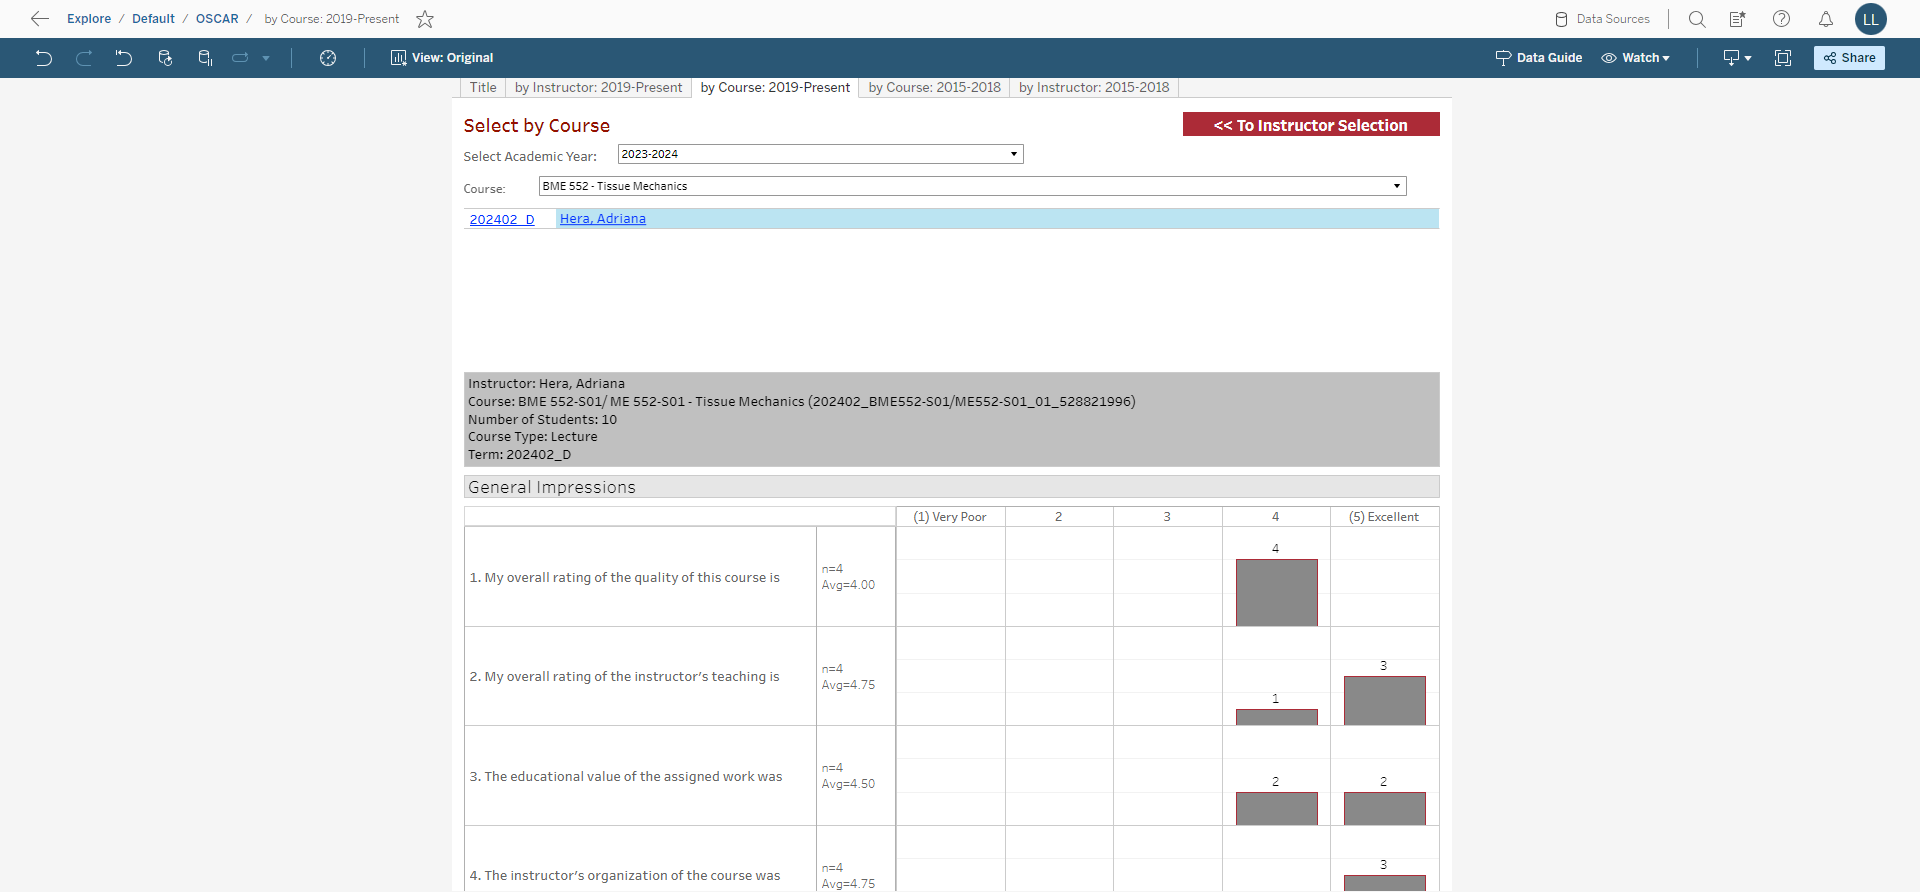 Explore / Default / OSCAR / by Course: 2019-Present
Data Sources
LL
View: Original
Data Guide
Watch
Share
Title
by Instructor: 2019-Present
by Course: 2019-Present
by Course: 2015-2018
by Instructor: 2015-2018
Select by Course
<< To Instructor Selection
Select Academic Year:
2023-2024
Course:
BME 552 - Tissue Mechanics
202402_D
Hera, Adriana
Instructor: Hera, Adriana
Course: BME 552-S01/ ME 552-S01 - Tissue Mechanics (202402_BME552-S01/ME552-S01_01_528821996)
Number of Students: 10
Course Type: Lecture
Term: 202402_D
General Impressions
(1) Very Poor
2
3
4
(5) Excellent
1. My overall rating of the quality of this course is
n=4
Avg=4.00
4
2. My overall rating of the instructor’s teaching is
n=4
Avg=4.75
1
3
3. The educational value of the assigned work was
n=4
Avg=4.50
2
2
4. The instructor’s organization of the course was
n=4
Avg=4.75
3